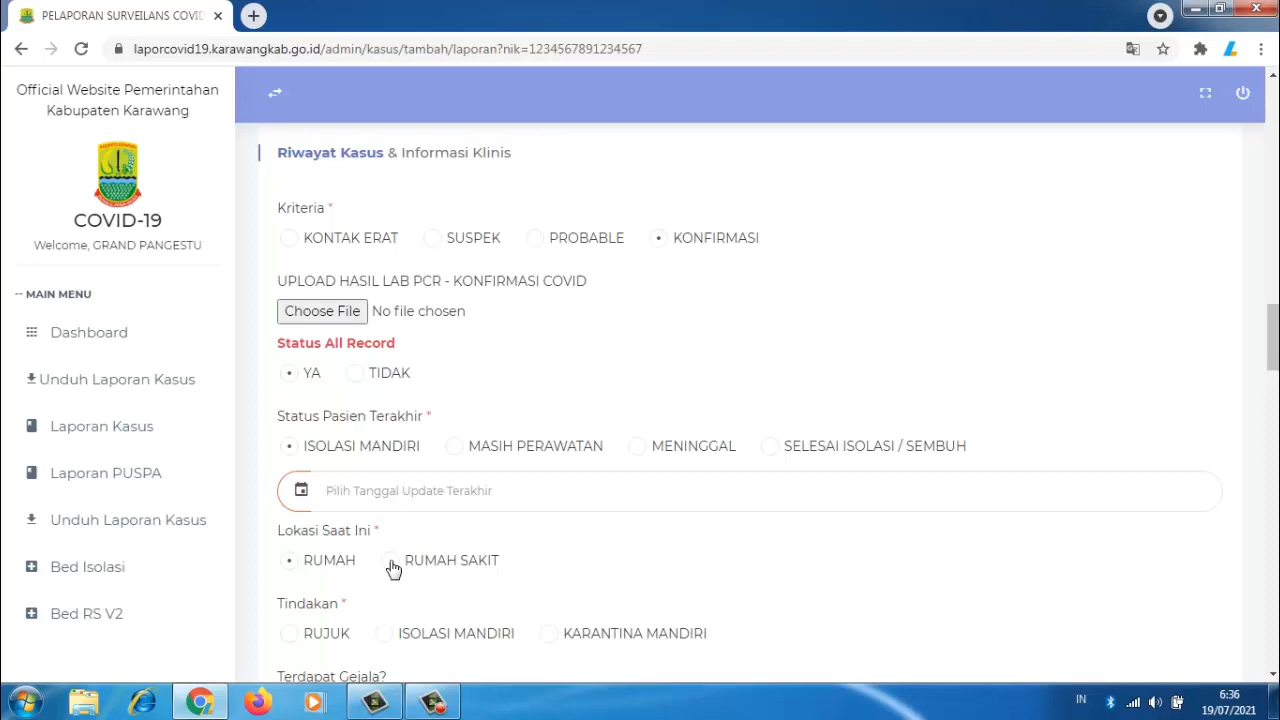 PELAPORAN SURVEILANS COVID
laporcovid19.karawangkab.go.id/admin/kasus/tambah/laporan?nik=1234567891234567
Official Website Pemerintahan
Kabupaten Karawang
COVID-19
Welcome, GRAND PANGESTU
-- MAIN MENU
Dashboard
Unduh Laporan Kasus
Laporan Kasus
Laporan PUSPA
Unduh Laporan Kasus
Bed Isolasi
Bed RS V2
Riwayat Kasus & Informasi Klinis
Kriteria *
KONTAK ERAT SUSPEK PROBABLE KONFIRMASI
UPLOAD HASIL LAB PCR - KONFIRMASI COVID
Choose File No file chosen
Status All Record
YA TIDAK
Status Pasien Terakhir *
ISOLASI MANDIRI MASIH PERAWATAN MENINGGAL SELESAI ISOLASI / SEMBUH
Pilih Tanggal Update Terakhir
Lokasi Saat Ini *
RUMAH RUMAH SAKIT
Tindakan *
RUJUK ISOLASI MANDIRI KARANTINA MANDIRI
Terdapat Gejala?
IN
6:36
19/07/2021